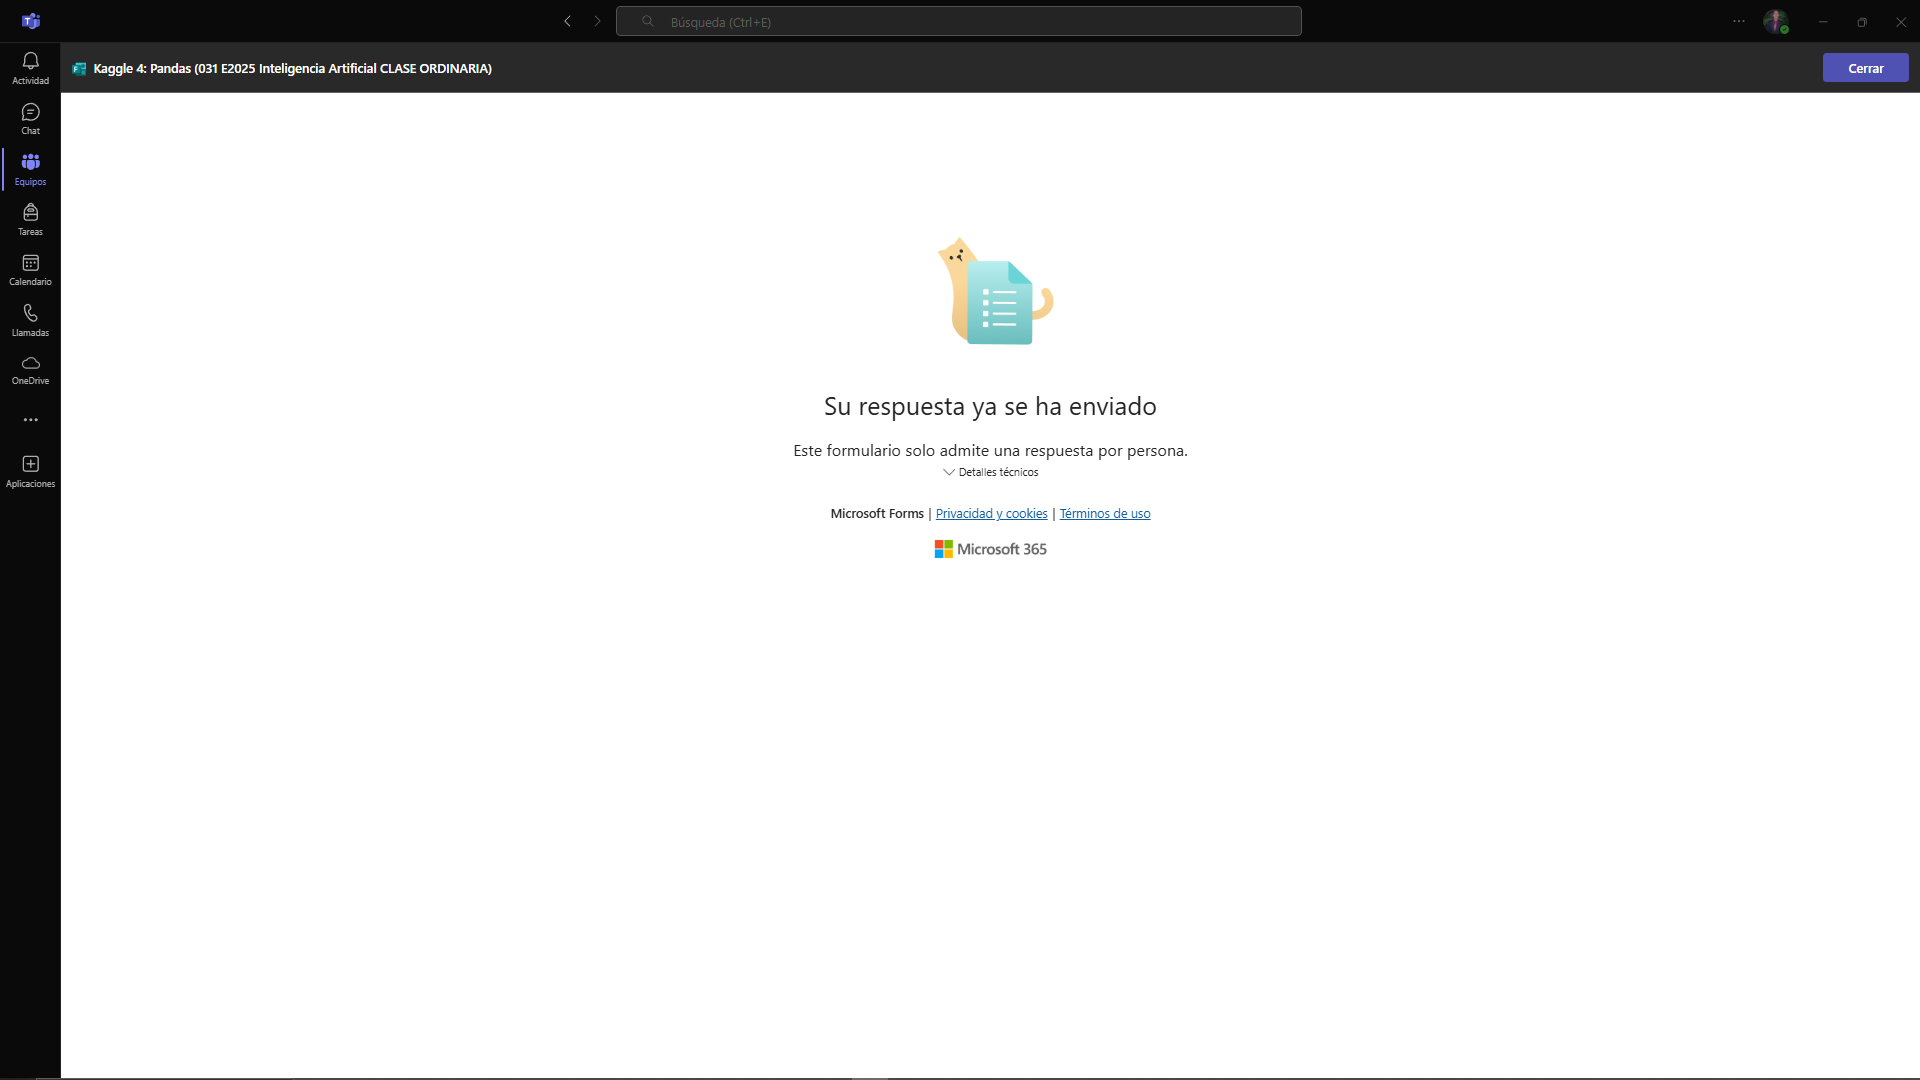 Búsqueda (Ctrl+E)
Kaggle 4: Pandas (031 E2025 Inteligencia Artificial CLASE ORDINARIA)
Cerrar
Actividad
Chat
Equipos
Tareas
Calendario
Llamadas
OneDrive
Aplicaciones
Su respuesta ya se ha enviado
Este formulario solo admite una respuesta por persona.
Detalles técnicos
Microsoft Forms | Privacidad y cookies | Términos de uso
Microsoft 365